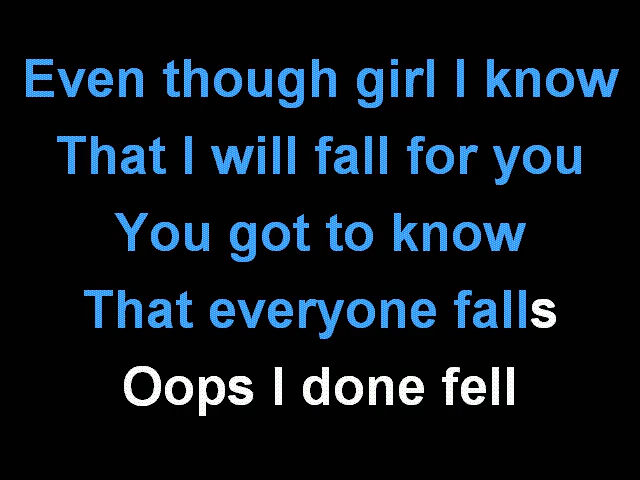 Even though girl I know
That I will fall for you
You got to know
That everyone falls
Oops I done fell